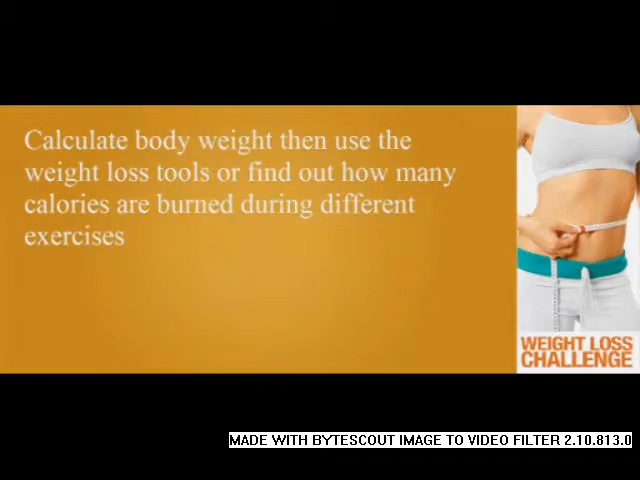 Calculate body weight then use the
weight loss tools or find out how many
calories are burned during different
exercises
WEIGHT LOSS
CHALLENGE
MADE WITH BYTESCOUT IMAGE TO VIDEO FILTER 2.10.813.0